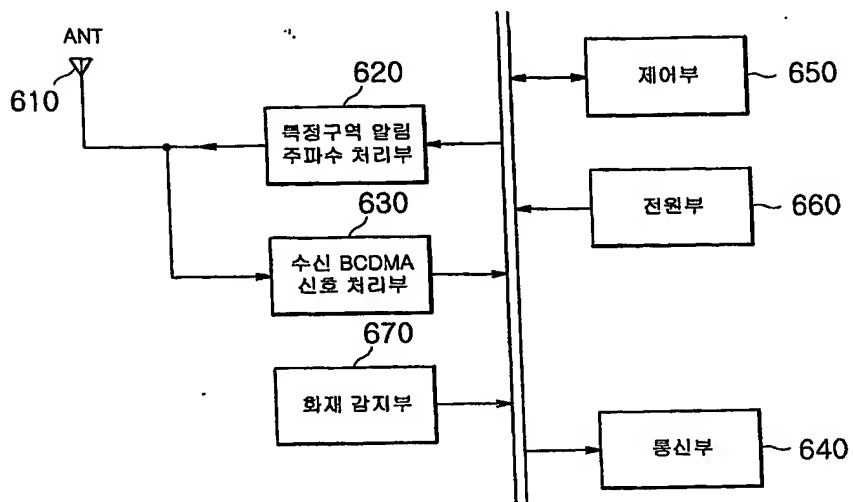 ANT
610
620
특정구역 알림
주파수 처리부
630
수신 BCDMA
신호 처리부
670
화재 감지부
제어부
650
전원부
660
통신부
640